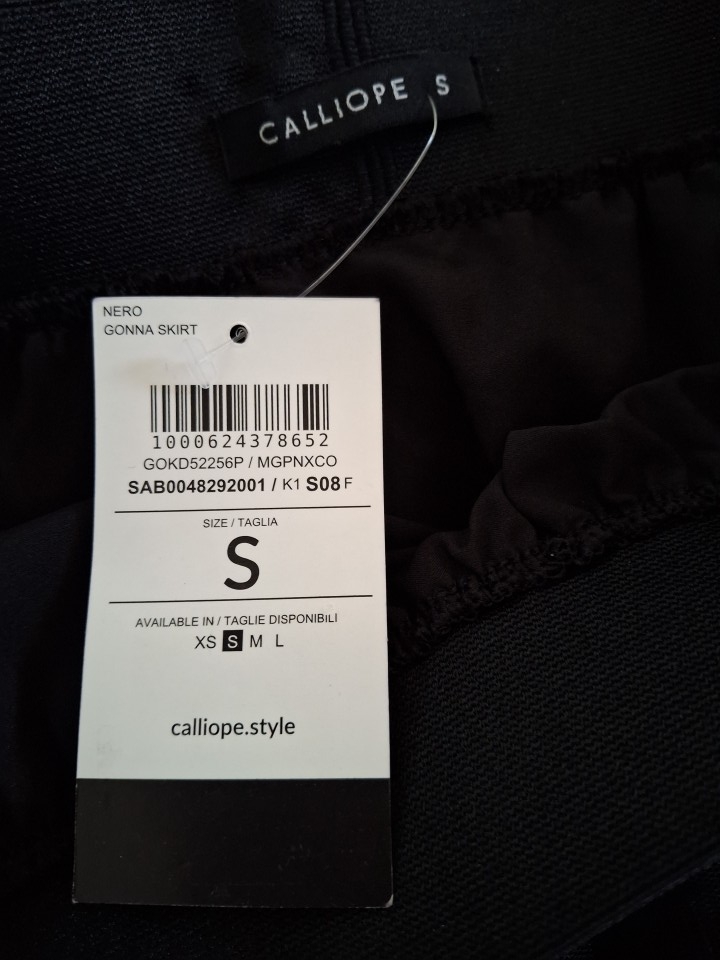 CALLIOPE S
NERO
GONNA SKIRT
1000624378652
GOKD52256P / MGPNXCO
SAB0048292001 / K1 S08 F
SIZE / TAGLIA
S
AVAILABLE IN / TAGLIE DISPONIBILI
XS S M L
calliope.style